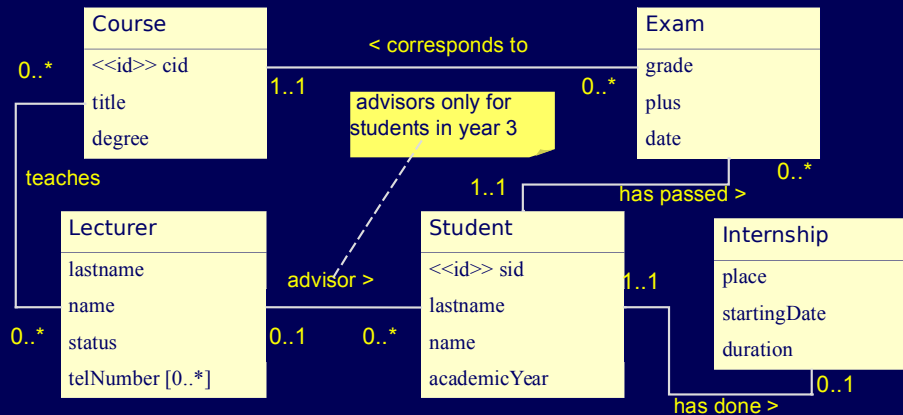 Course
<<id>> cid
title
degree
0..*
1..1
< corresponds to
0..*
Exam
grade
plus
date
advisors only for
students in year 3
teaches
1..1
has passed >
0..*
Lecturer
lastname
name
status
telNumber [0..*]
0..*
advisor >
0..1
0..*
Student
<<id>> sid
lastname
name
academicYear
1..1
Internship
place
startingDate
duration
0..1
has done >